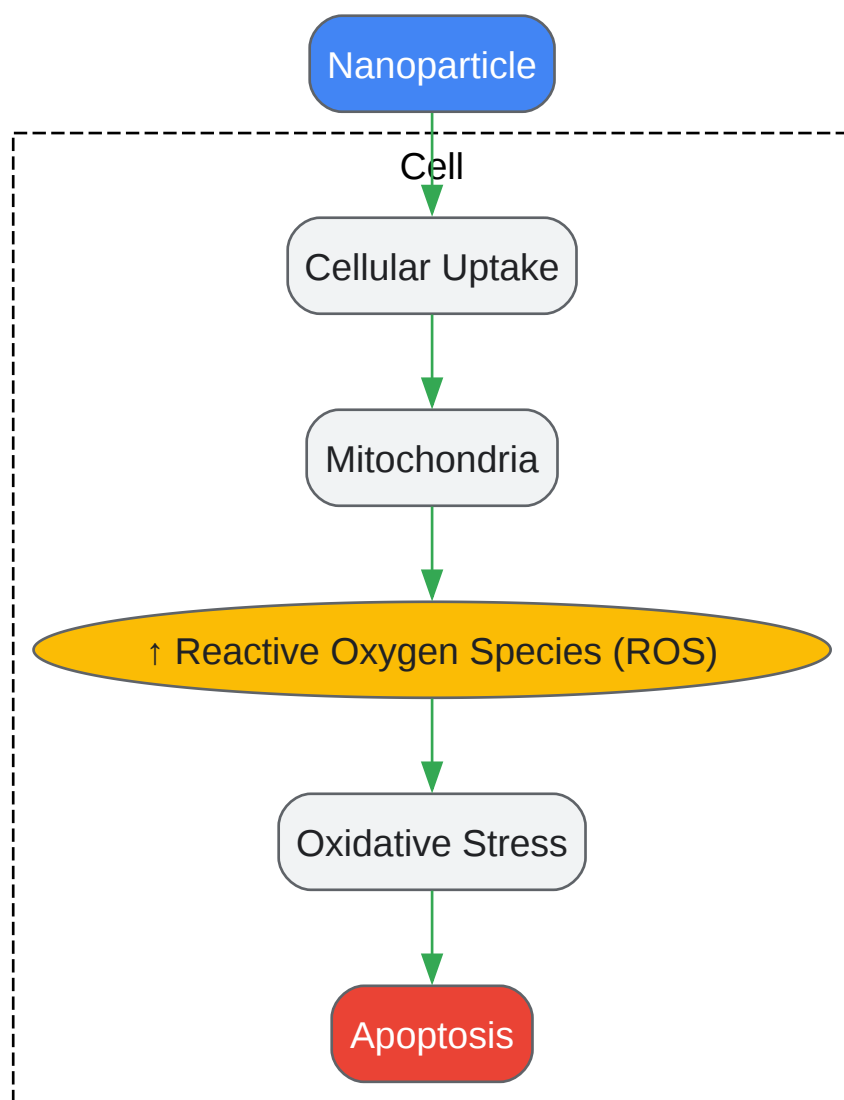 Nanoparticle
Cell
Cellular Uptake
Mitochondria
↑ Reactive Oxygen Species (ROS)
Oxidative Stress
Apoptosis